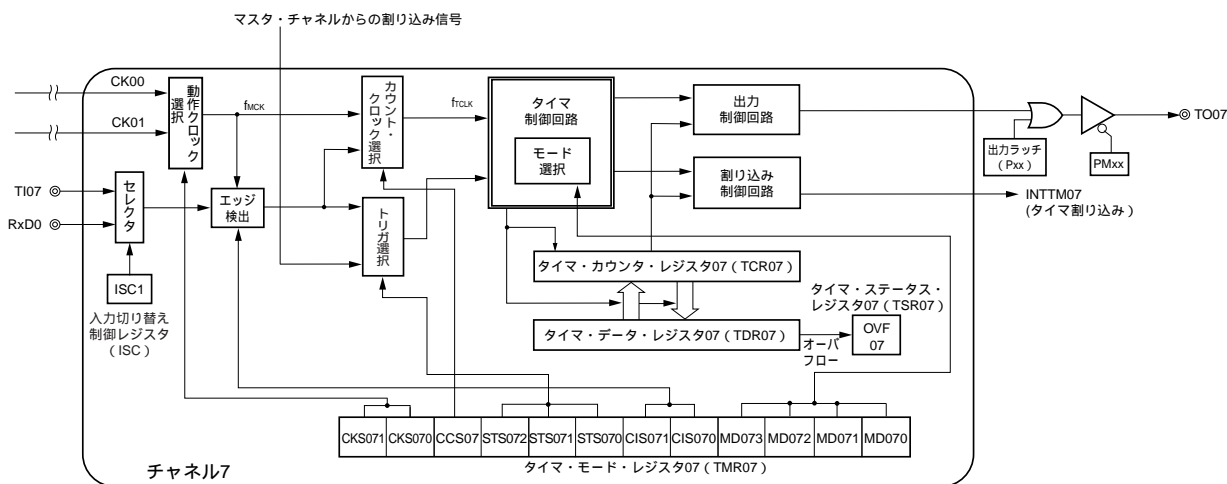 マスタ・チャネルからの割り込み信号
CK00
CK01
動作クロック
選択
fMCK
カウント・
クロック選択
fTCLK
タイマ
制御回路
モード
選択
出力
制御回路
出力ラッチ
(Pxx)
PMxx
TO07
TI07
RxD0
セレクタ
エッジ
検出
トリガ選択
割り込み
制御回路
INTTM07
(タイマ割り込み)
ISC1
入力切り替え
制御レジスタ
(ISC)
タイマ・カウンタ・レジスタ07(TCR07)
タイマ・データ・レジスタ07(TDR07)
タイマ・ステータス・
レジスタ07(TSR07)
オーバ
フロー
OVF
07
CKS071 CKS070 CCS07 STS072 STS071 STS070 CIS071 CIS070 MD073 MD072 MD071 MD070
タイマ・モード・レジスタ07(TMR07)
チャネル7